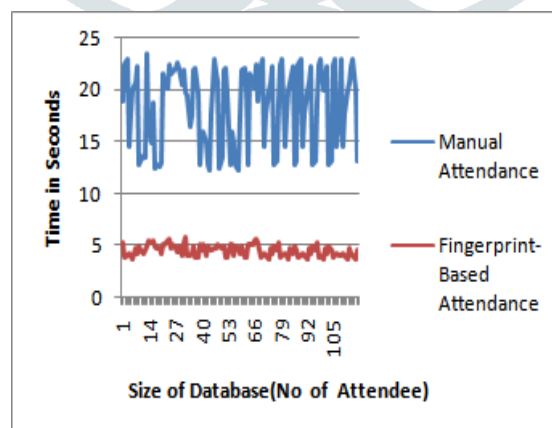 25
20
15
10
5
0
Time in Seconds
1
14
27
40
53
66
79
92
105
Size of Database(No of Attendee)
Manual
Attendance
Fingerprint-
Based
Attendance